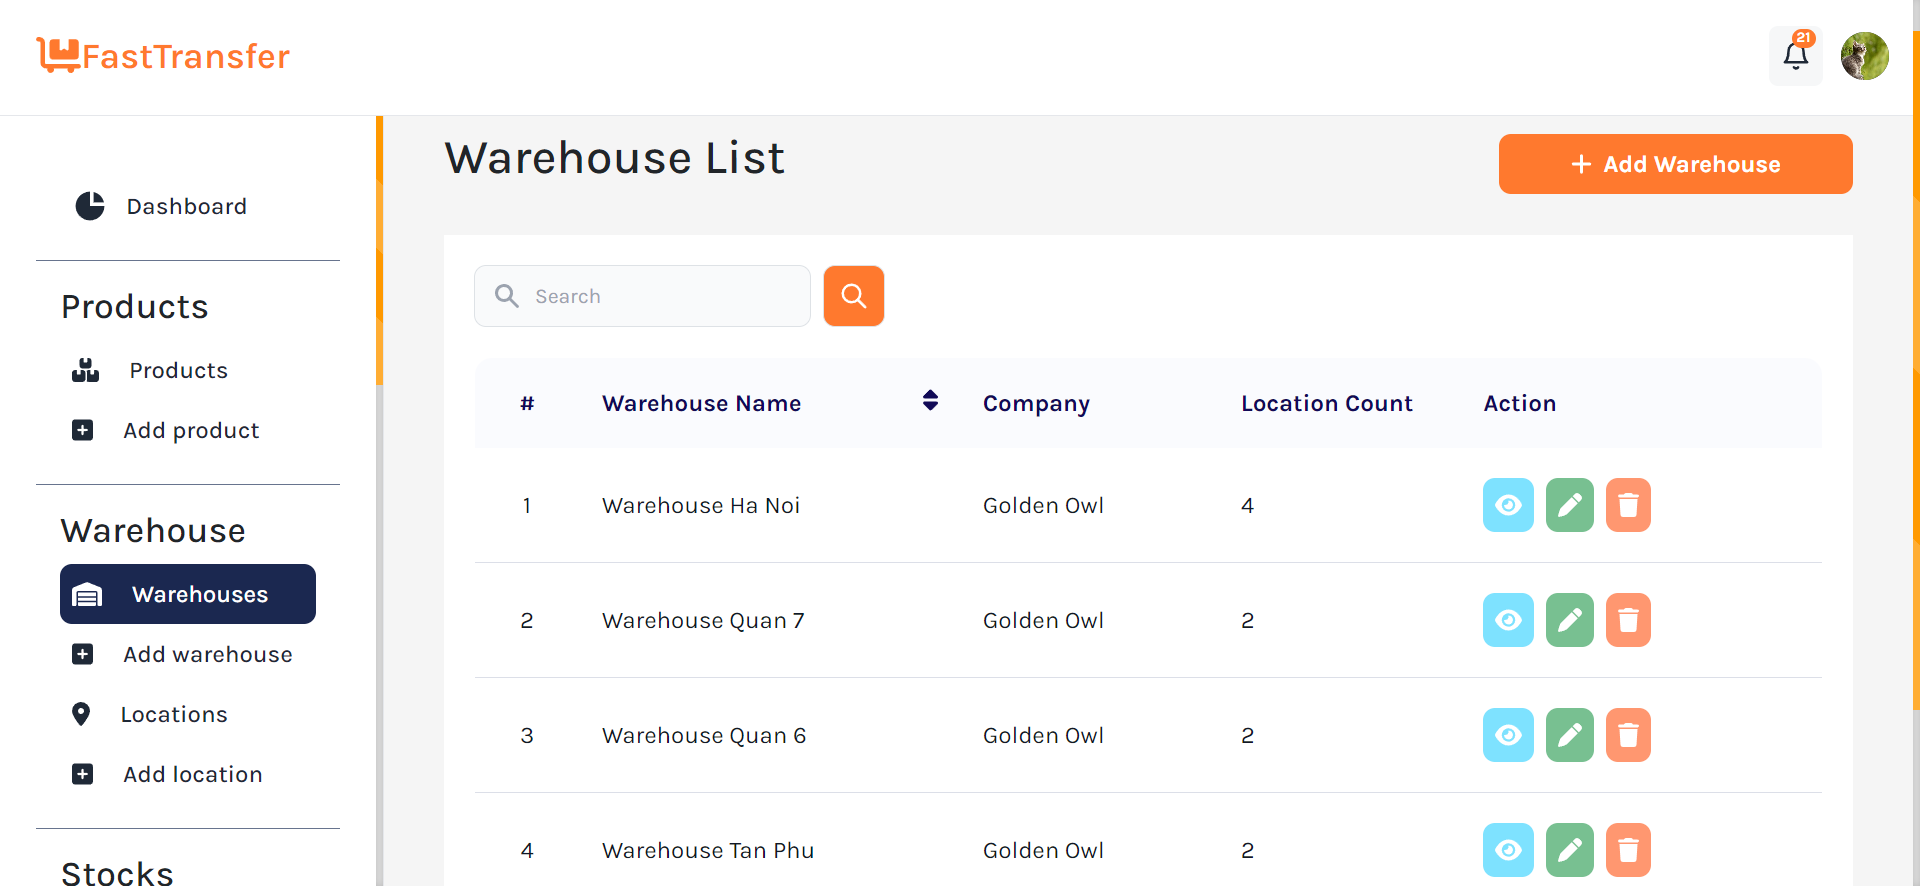 FastTransfer
21
Dashboard
Products
Products
Add product
Warehouse
Warehouses
Add warehouse
Locations
Add location
Stocks
Warehouse List
+ Add Warehouse
Search
# Warehouse Name Company Location Count Action
1 Warehouse Ha Noi Golden Owl 4
2 Warehouse Quan 7 Golden Owl 2
3 Warehouse Quan 6 Golden Owl 2
4 Warehouse Tan Phu Golden Owl 2